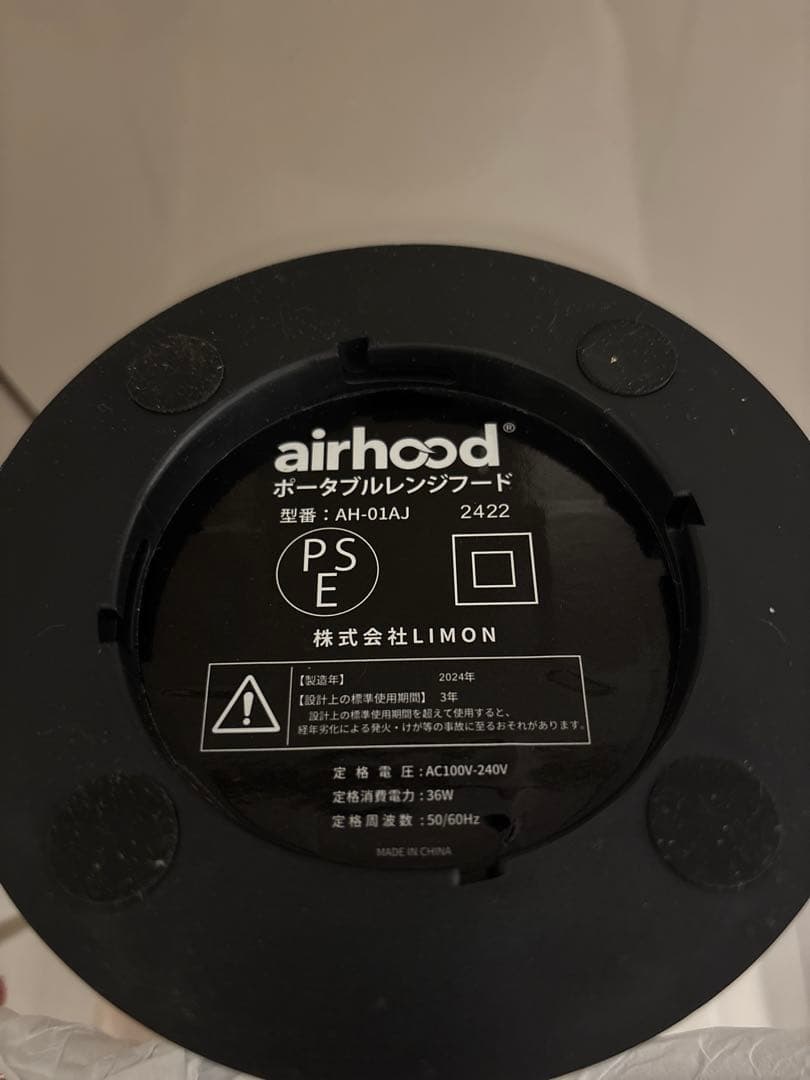 airhood®
ポータブルレンジフード
型番：AH-01AJ 2422
PS
E
株式会社LIMON
【製造年】 2024年
【設計上の標準使用期間】 3年
設計上の標準使用期間を超えて使用すると、
経年劣化による発火・けが等の事故に至るおそれがあります。
定格電圧：AC100V-240V
定格消費電力：36W
定格周波数：50/60Hz
MADE IN CHINA